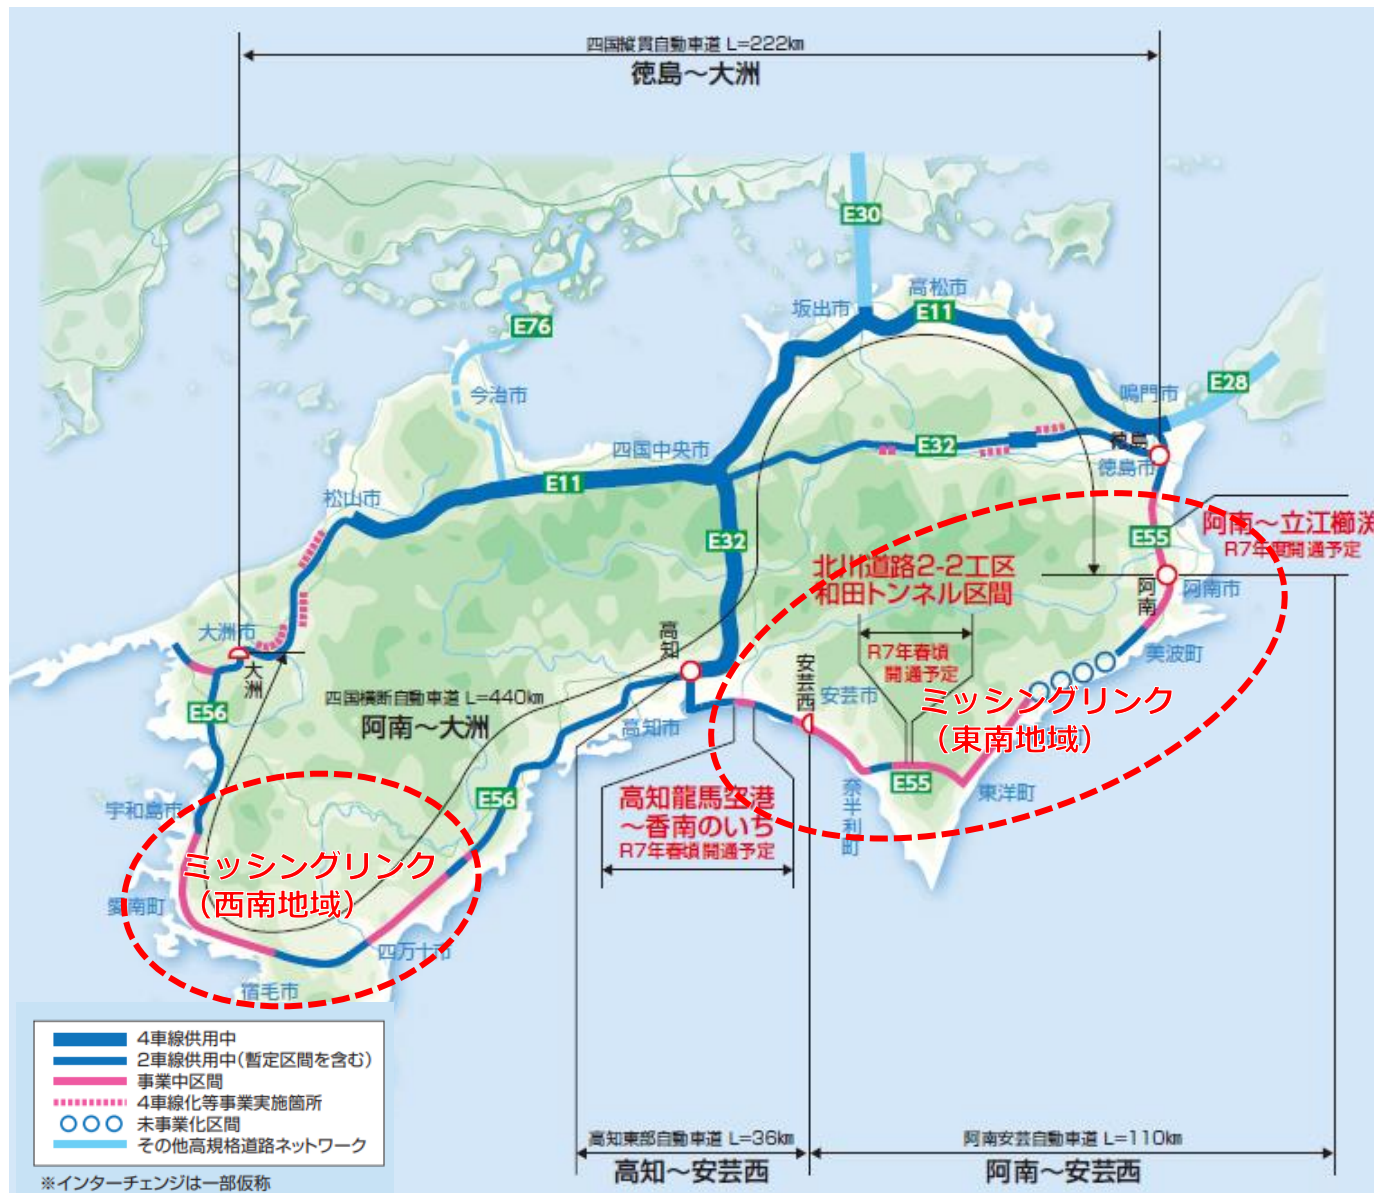 四国縦貫自動車道 L=222km
徳島～大洲
E30
高松市
坂出市
E11
E76
E28
鳴門市
今治市
四国中央市
E32
徳島
徳島市
E11
松山市
阿南～立江櫛渕
R7年度開通予定
E55
E32
北川道路2-2工区
和田トンネル区間
阿南
阿南市
大洲市
大洲
高知
R7年春頃
開通予定
美波町
安芸西
安芸市
四国横断自動車道 L=440km
阿南～大洲
ミッシングリンク
（東南地域）
E56
高知市
E55
東洋町
奈半利町
高知龍馬空港
～香南のいち
R7年春頃開通予定
E56
宇和島市
ミッシングリンク
（西南地域）
愛南町
四万十市
宿毛市
4車線供用中
2車線供用中(暫定区間を含む)
事業中区間
4車線化等事業実施箇所
未事業化区間
その他高規格道路ネットワーク
※インターチェンジは一部仮称
高知東部自動車道 L=36km
高知～安芸西
阿南安芸自動車道 L=110km
阿南～安芸西